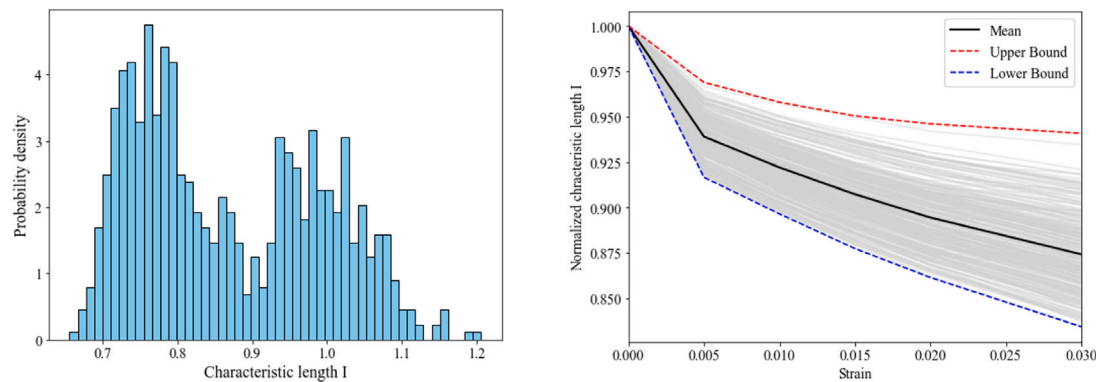 4
3
2
1
0
Probability density
0.7 0.8 0.9 1.0 1.1 1.2
Characteristic length I
1.000
0.975
0.950
0.925
0.900
0.875
0.850
Normalized chracteristic length I
Mean
Upper Bound
Lower Bound
0.000 0.005 0.010 0.015 0.020 0.025 0.030
Strain